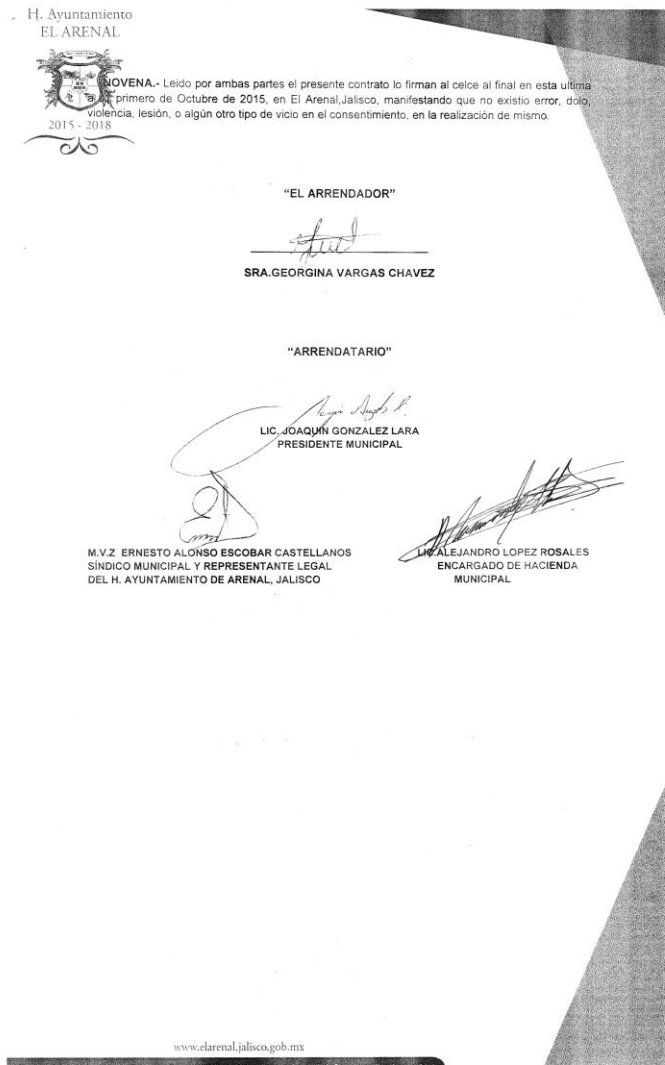 H. Ayuntamiento
EL ARENAL
2015 - 2018
NOVENA.- Leido por ambas partes el presente contrato lo firman al celce al final en esta ultima
primero de Octubre de 2015, en El Arenal,Jalisco, manifestando que no existio error, dolo,
violencia, lesión, o algún otro tipo de vicio en el consentimiento, en la realización de mismo.
“EL ARRENDADOR”
SRA.GEORGINA VARGAS CHAVEZ
“ARRENDATARIO”
LIC. JOAQUIN GONZALEZ LARA
PRESIDENTE MUNICIPAL
M.V.Z ERNESTO ALONSO ESCOBAR CASTELLANOS
SÍNDICO MUNICIPAL Y REPRESENTANTE LEGAL
DEL H. AYUNTAMIENTO DE ARENAL, JALISCO
LIC.ALEJANDRO LOPEZ ROSALES
ENCARGADO DE HACIENDA
MUNICIPAL
www.elarenal.jalisco.gob.mx